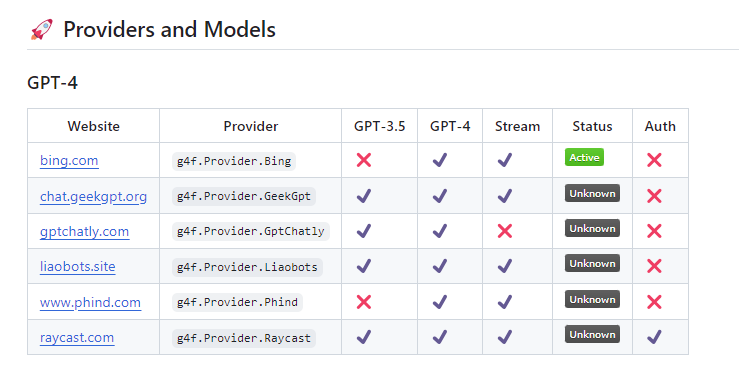 🚀 Providers and Models
GPT-4
Website Provider GPT-3.5 GPT-4 Stream Status Auth
bing.com g4f.Provider.Bing ❌ ✔️ ✔️ Active ❌
chat.geekgpt.org g4f.Provider.GeekGpt ✔️ ✔️ ✔️ Unknown ❌
gptchatly.com g4f.Provider.GptChatly ✔️ ✔️ ❌ Unknown ❌
liaobots.site g4f.Provider.Liaobots ✔️ ✔️ ✔️ Unknown ❌
www.phind.com g4f.Provider.Phind ❌ ✔️ ✔️ Unknown ❌
raycast.com g4f.Provider.Raycast ✔️ ✔️ ✔️ Unknown ✔️